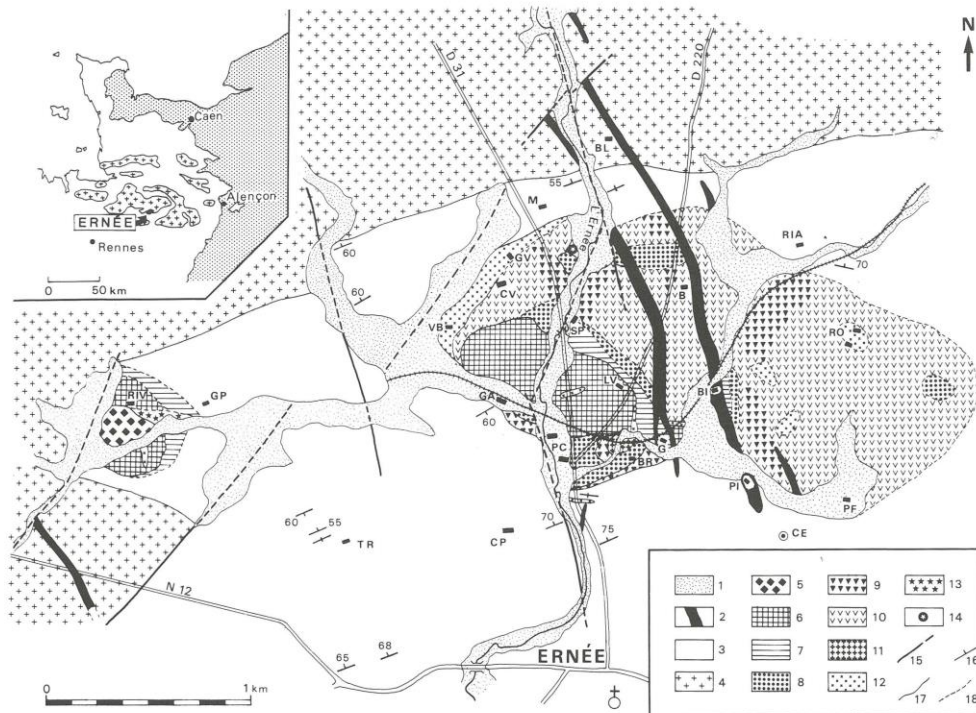 N
Caen
Alençon
ERNÉE
Rennes
0 50 km
D 31
D 220
BL
55
M
L'Ernée
RIA
70
60
G
CV
B
60
VB
SP
RO
RIV
GP
LV
BI
GA
60
PC
G
BR
PI
PF
70
75
CE
60
55
TR
CP
N 12
65
68
ERNÉE
0 1 km
1 5 9 13
2 6 10 14
3 7 11 15 16
4 8 12 17 18